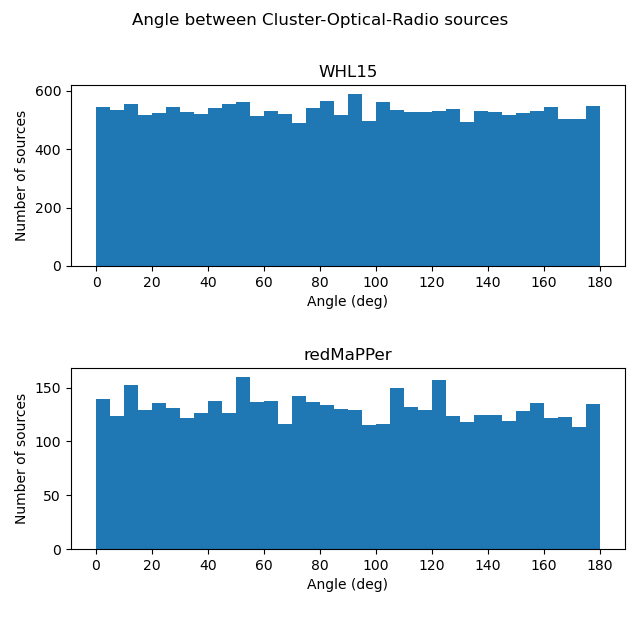 Angle between Cluster-Optical-Radio sources
WHL15
600
400
200
0
Number of sources
0 20 40 60 80 100 120 140 160 180
Angle (deg)
redMaPPer
150
100
50
0
Number of sources
0 20 40 60 80 100 120 140 160 180
Angle (deg)